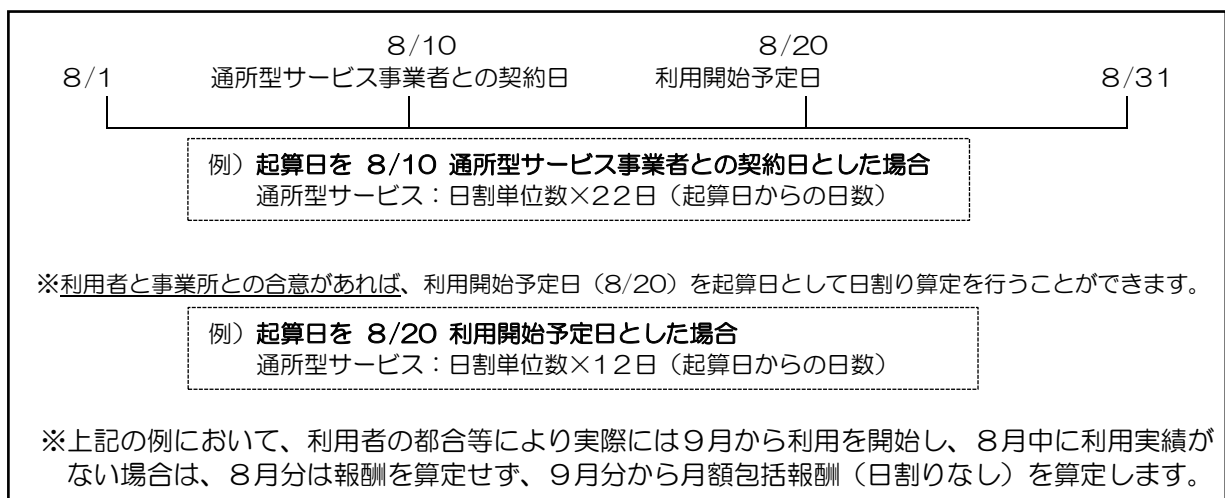 8/10 8/20
8/1 通所型サービス事業者との契約日 利用開始予定日 8/31
例）起算日を 8/10 通所型サービス事業者との契約日とした場合
通所型サービス：日割単位数×22日（起算日からの日数）
※利用者と事業所との合意があれば、利用開始予定日（8/20）を起算日として日割り算定を行うことができます。
例）起算日を 8/20 利用開始予定日とした場合
通所型サービス：日割単位数×12日（起算日からの日数）
※上記の例において、利用者の都合等により実際には９月から利用を開始し、８月中に利用実績が
ない場合は、８月分は報酬を算定せず、９月分から月額包括報酬（日割りなし）を算定します。